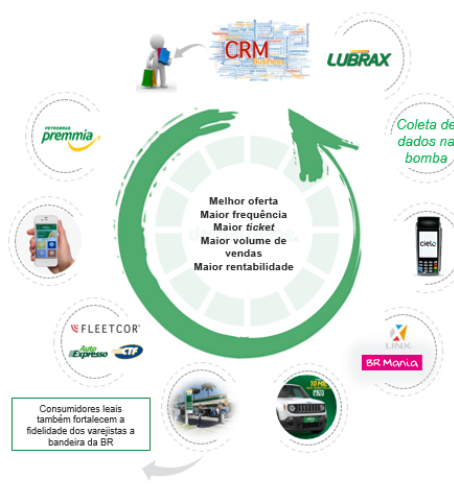 CRM
LUBRAX
PETROBRAS
premmia
Coleta de
dados na
bomba
Melhor oferta
Maior frequência
Maior ticket
Maior volume de
vendas
Maior rentabilidade
cielo
FLEETCOR
Auto
Expresso
CTF
LINX
BR Mania
10 MIL
Consumidores leais
também fortalecem a
fidelidade dos varejistas a
bandeira da BR